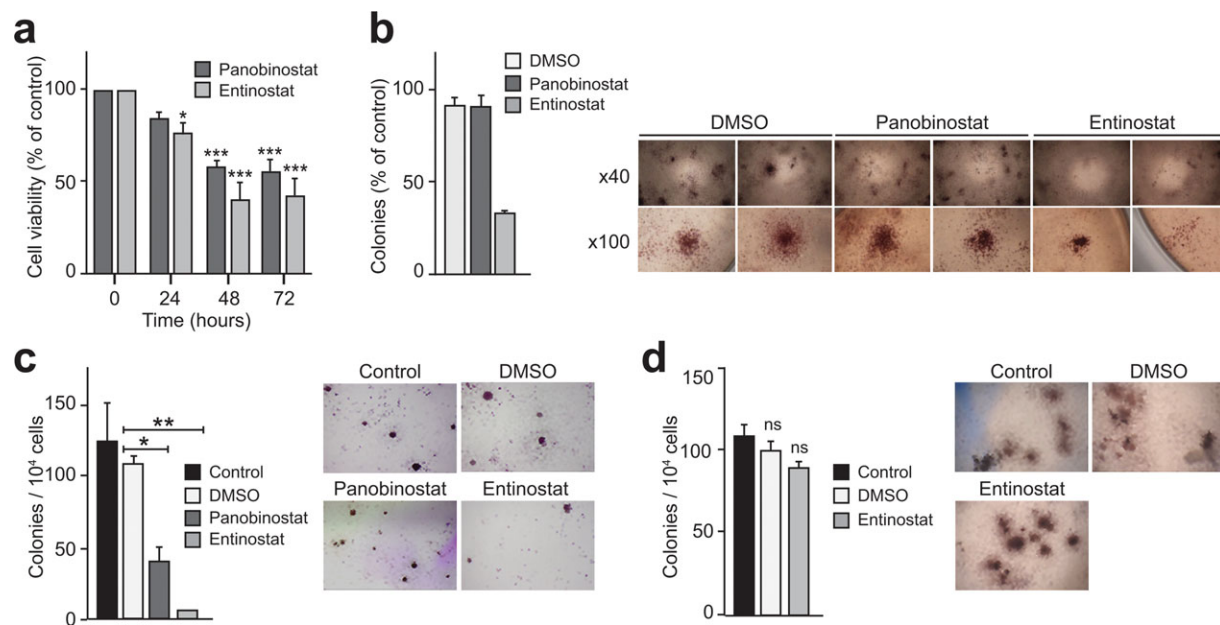 a
Cell viability (% of control)
100
50
0
Panobinostat
Entinostat
*
***
***
***
***
0 24 48 72
Time (hours)
b
Colonies (% of control)
100
50
0
DMSO
Panobinostat
Entinostat
DMSO Panobinostat Entinostat
x40
x100
c
Colonies / 10⁴ cells
150
100
50
0
**
*
Control
DMSO
Panobinostat
Entinostat
Control DMSO
Panobinostat Entinostat
d
Colonies / 10⁴ cells
150
100
50
0
ns
ns
Control
DMSO
Entinostat
Control DMSO
Entinostat